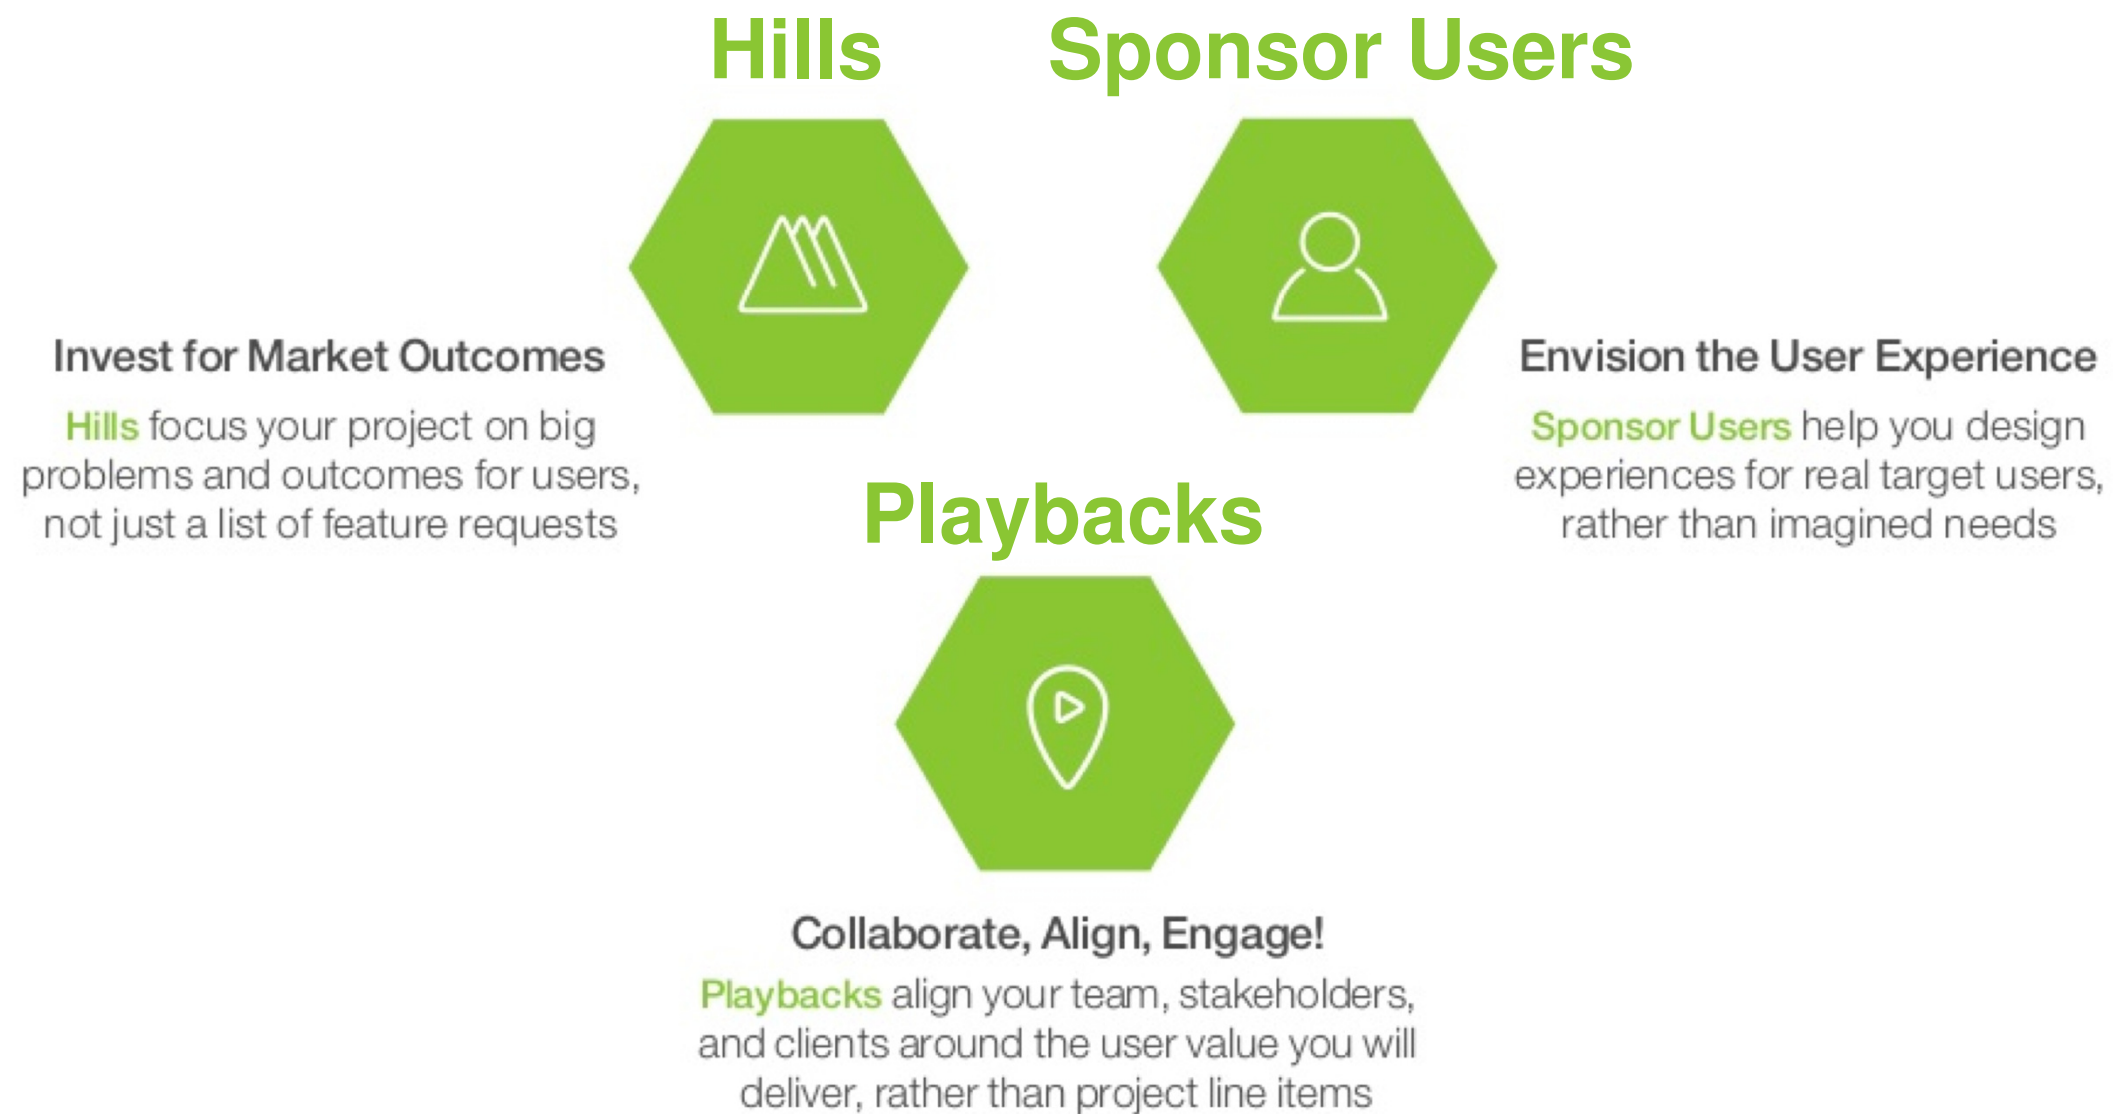 Hills
Sponsor Users
Invest for Market Outcomes
Hills focus your project on big
problems and outcomes for users,
not just a list of feature requests
Envision the User Experience
Sponsor Users help you design
experiences for real target users,
rather than imagined needs
Playbacks
Collaborate, Align, Engage!
Playbacks align your team, stakeholders,
and clients around the user value you will
deliver, rather than project line items